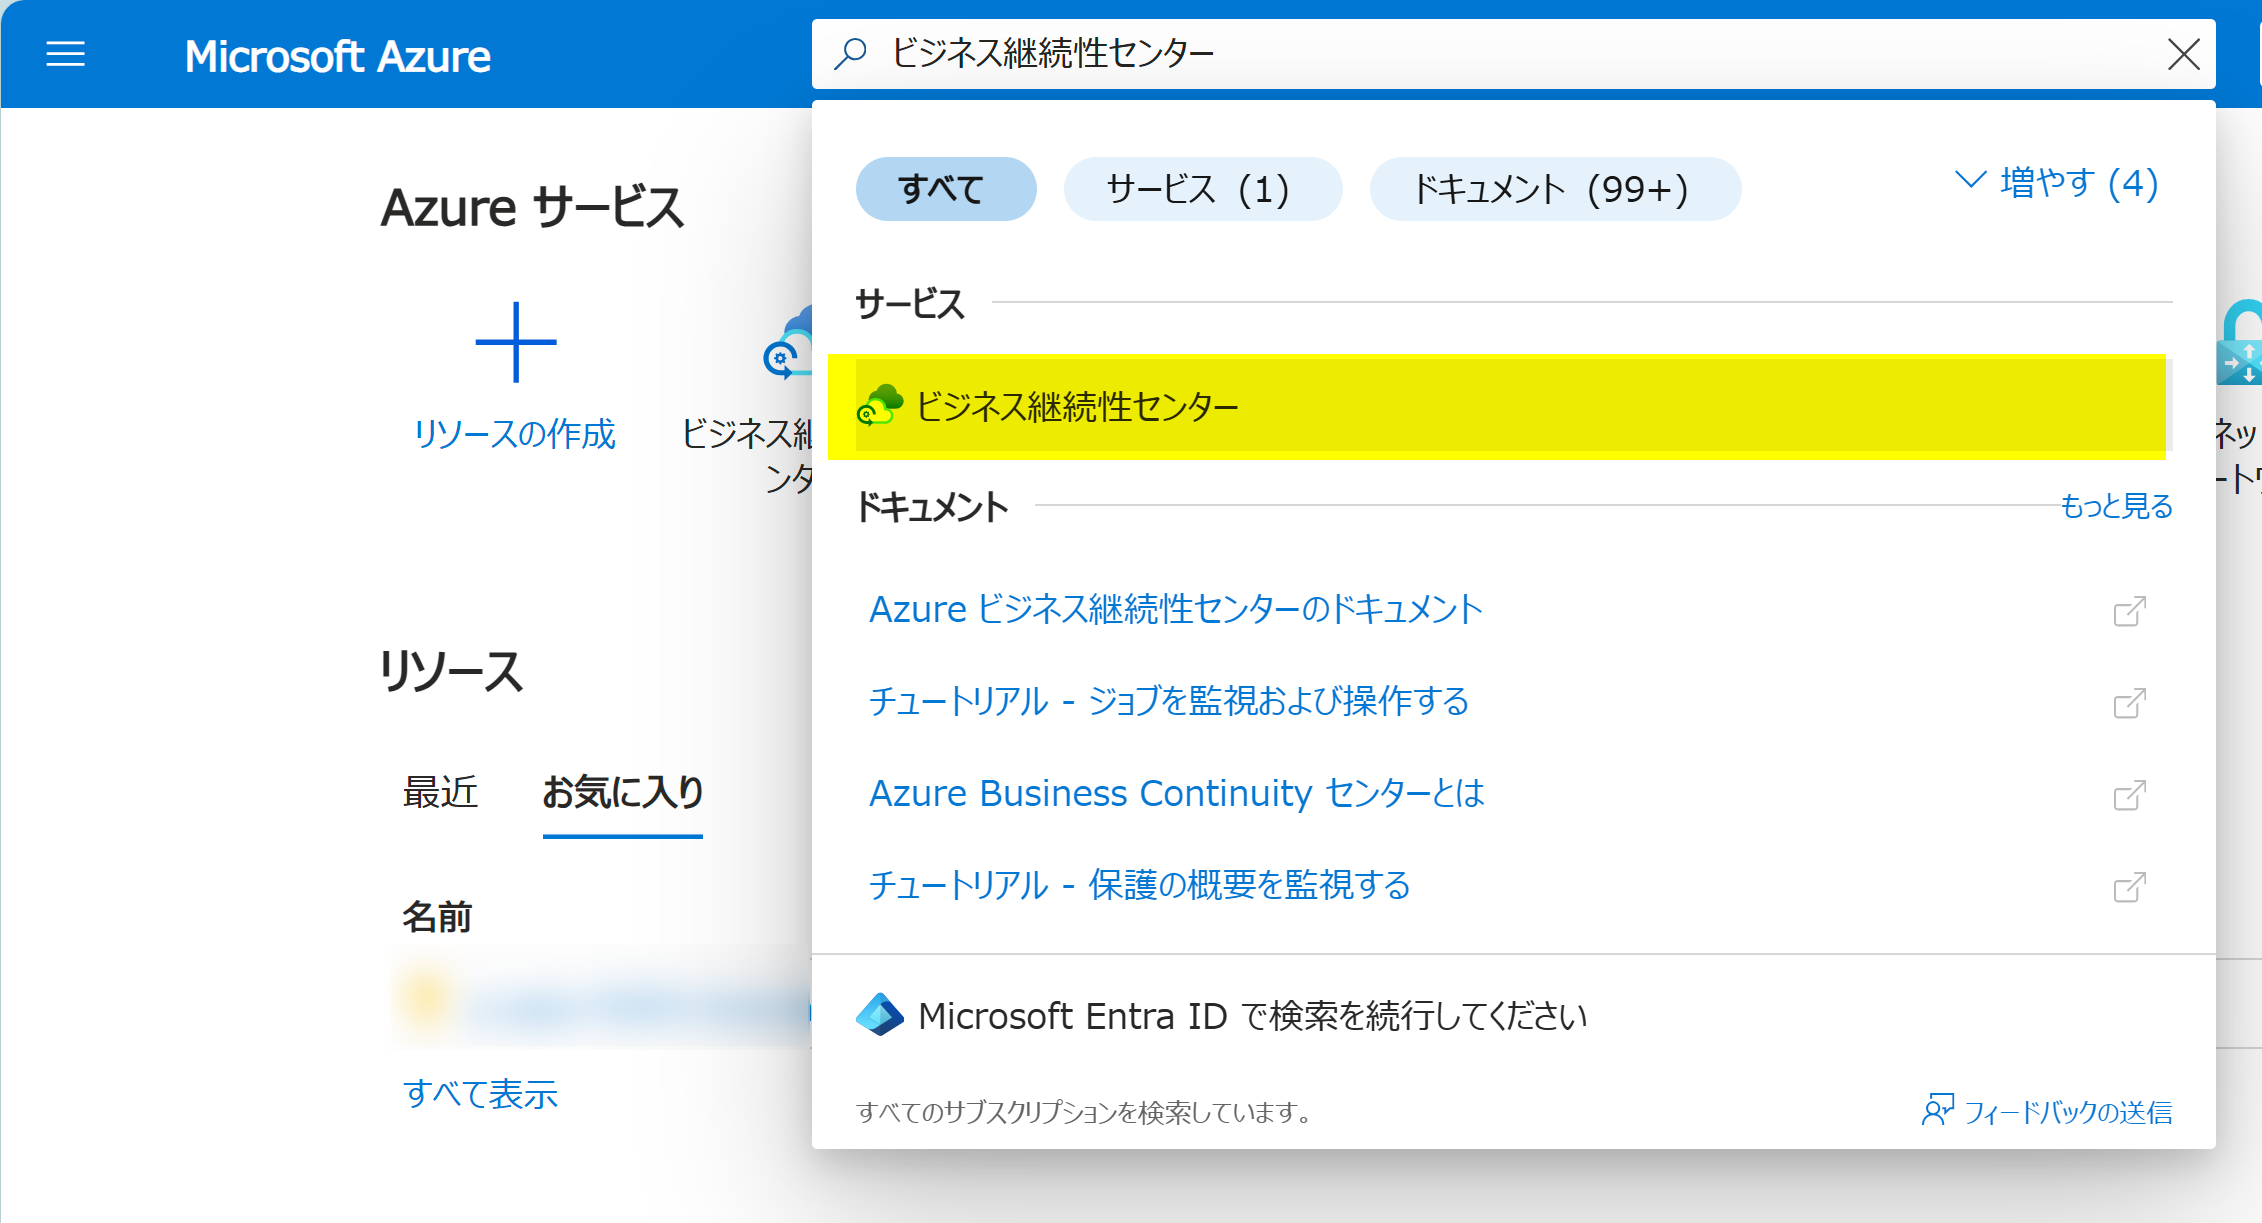 Microsoft Azure
ビジネス継続性センター
すべて
サービス (1)
ドキュメント (99+)
増やす (4)
Azure サービス
サービス
リソースの作成
ビジネス継
ンタ
ビジネス継続性センター
ネッ
ート
ドキュメント
もっと見る
Azure ビジネス継続性センターのドキュメント
チュートリアル - ジョブを監視および操作する
Azure Business Continuity センターとは
チュートリアル - 保護の概要を監視する
リソース
最近
お気に入り
名前
すべて表示
Microsoft Entra ID で検索を続行してください
すべてのサブスクリプションを検索しています。
フィードバックの送信